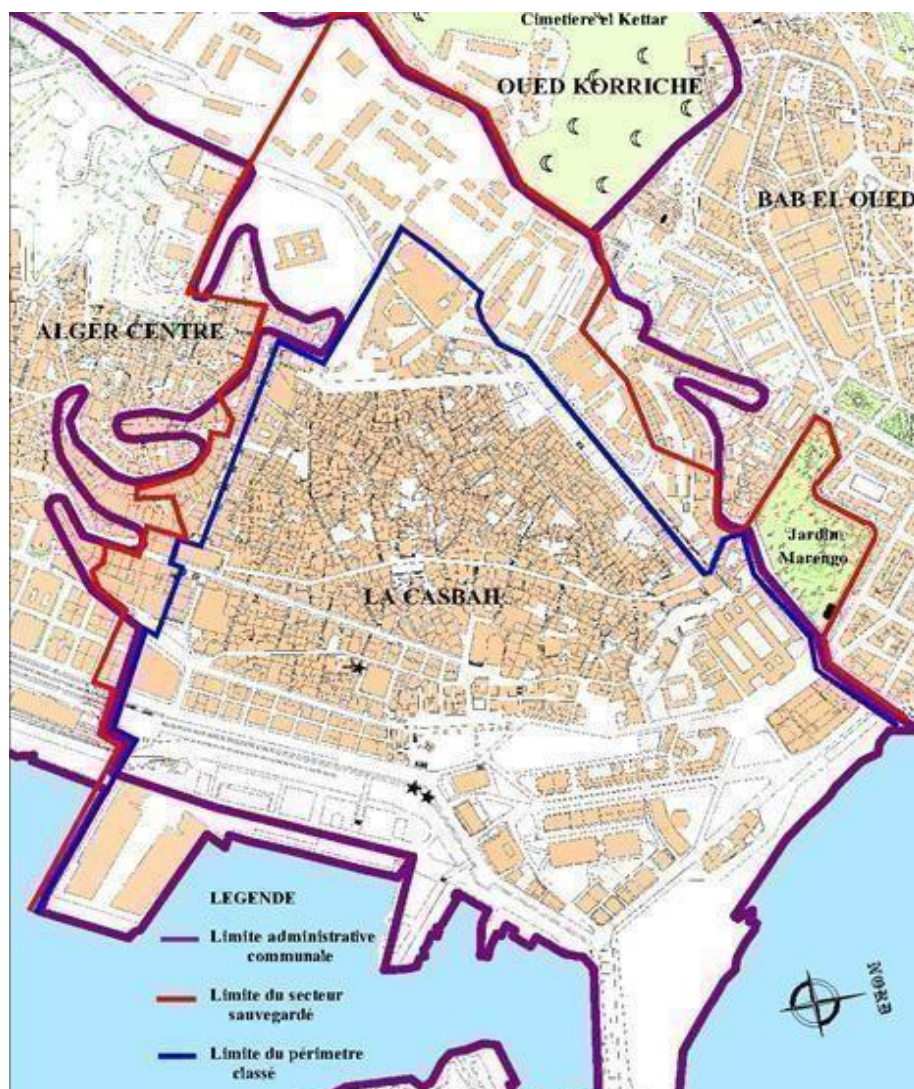 Cimetiere el Kettar
OUED KORRICHE
BAB EL OUED
ALGER CENTRE
Jardin
Marengo
LA CASBAH
LEGENDE
Limite administrative
communale
Limite du secteur
sauvegardé
Limite du périmetre
classé
NORD